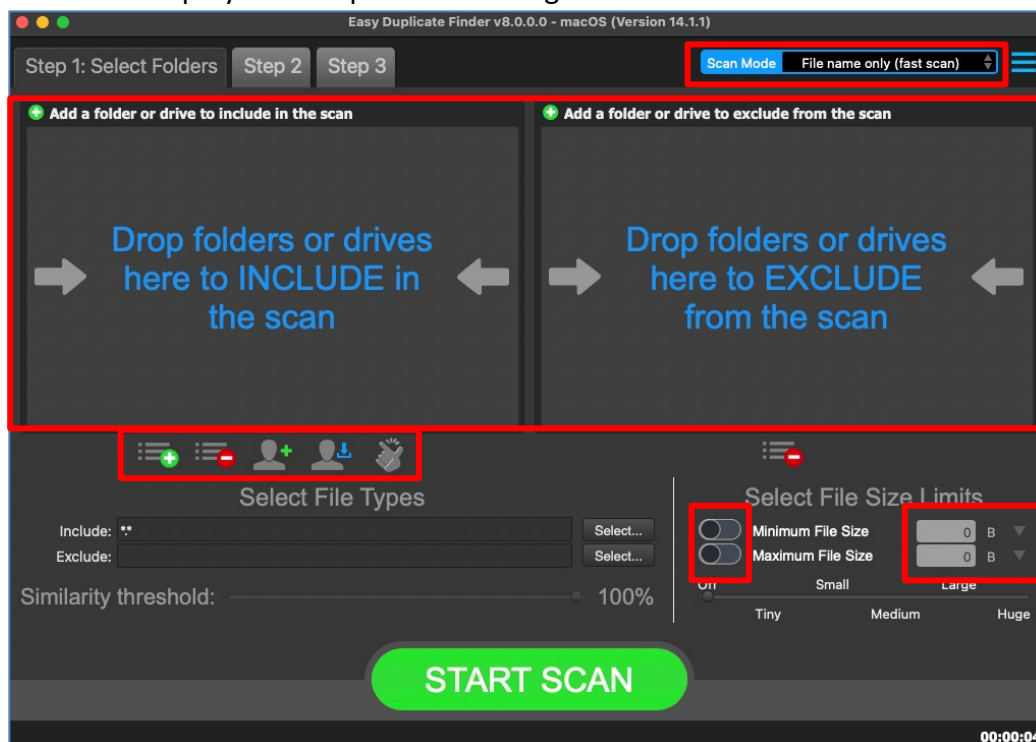 Easy Duplicate Finder v8.0.0.0 - macOS (Version 14.1.1)
Step 1: Select Folders Step 2 Step 3 Scan Mode File name only (fast scan)
Add a folder or drive to include in the scan
Drop folders or drives
here to INCLUDE in
the scan
Add a folder or drive to exclude from the scan
Drop folders or drives
here to EXCLUDE
from the scan
Select File Types
Include: *.*
Select...
Exclude:
Select...
Similarity threshold: 100%
Select File Size Limits
Minimum File Size 0 B
Maximum File Size 0 B
Off Small Large
Tiny Medium Huge
START SCAN
00:00:04